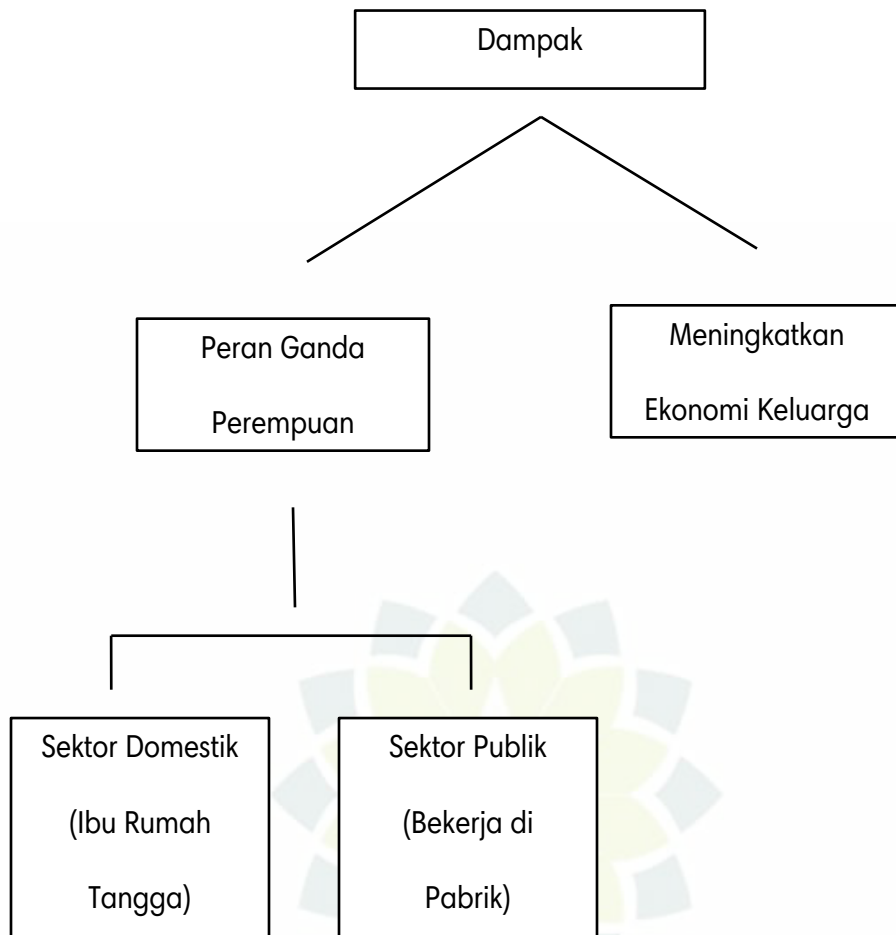 Dampak
Peran Ganda
Perempuan
Meningkatkan
Ekonomi Keluarga
Sektor Domestik
(Ibu Rumah
Tangga)
Sektor Publik
(Bekerja di
Pabrik)